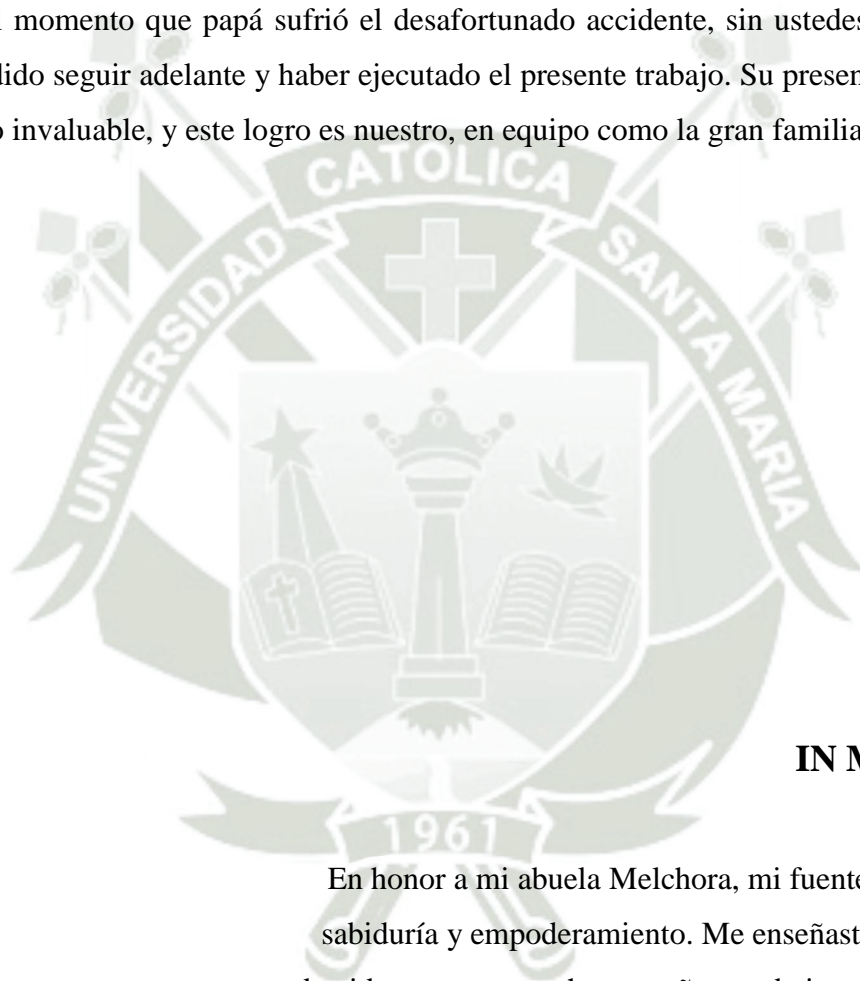 momento que papá sufrió el desafortunado accidente, sin ustedes
dido seguir adelante y haber ejecutado el presente trabajo. Su presen
o invaluable, y este logro es nuestro, en equipo como la gran familia
UNIVERSIDAD CATOLICA SANTA MARIA
IN M
1961
En honor a mi abuela Melchora, mi fuente
sabiduría y empoderamiento. Me enseñast